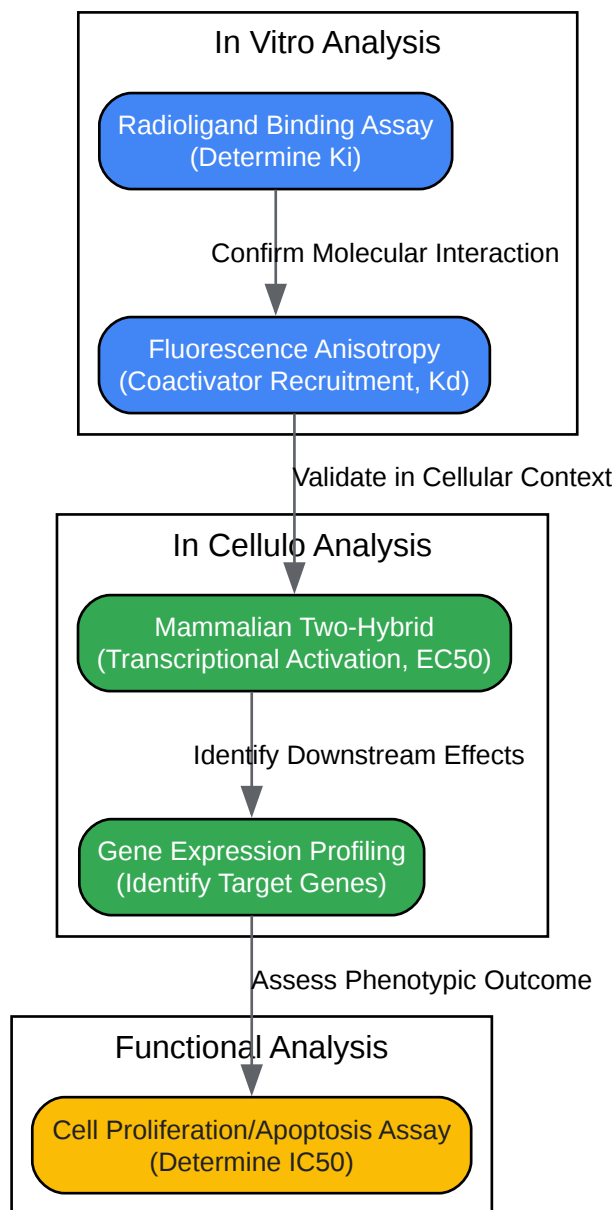 In Vitro Analysis
Radioligand Binding Assay
(Determine Ki)
Confirm Molecular Interaction
Fluorescence Anisotropy
(Coactivator Recruitment, Kd)
Validate in Cellular Context
In Cellulo Analysis
Mammalian Two-Hybrid
(Transcriptional Activation, EC50)
Identify Downstream Effects
Gene Expression Profiling
(Identify Target Genes)
Assess Phenotypic Outcome
Functional Analysis
Cell Proliferation/Apoptosis Assay
(Determine IC50)